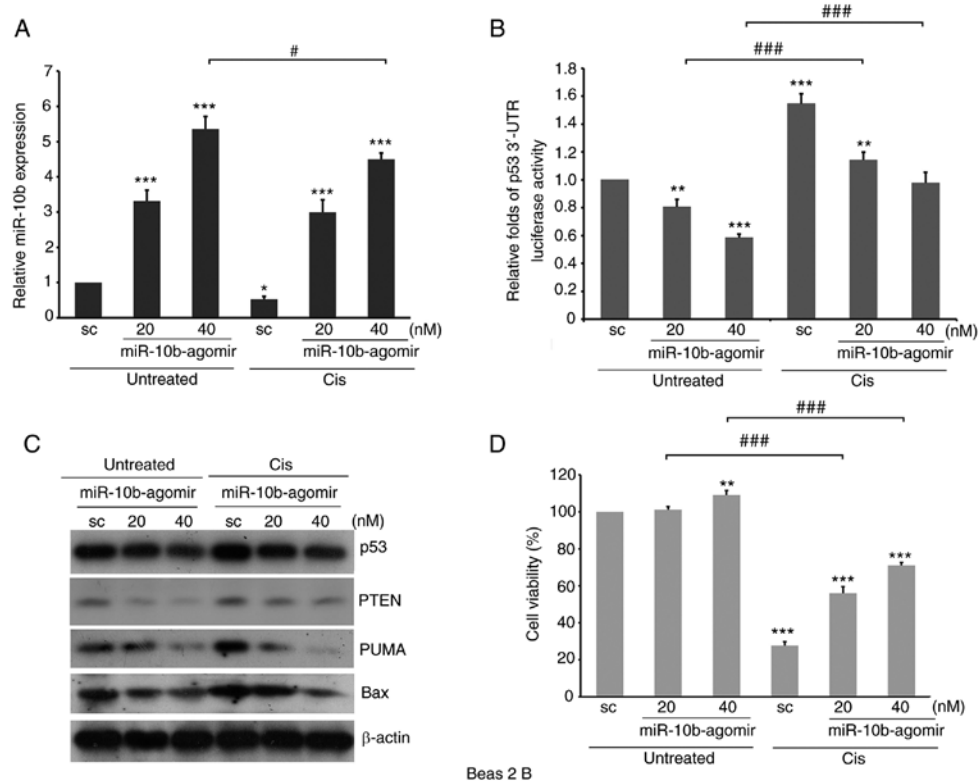 A
#
Relative miR-10b expression
7
6
5
4
3
2
1
0
***
***
*
***
***
sc 20 40 sc 20 40 (nM)
miR-10b-agomir miR-10b-agomir
Untreated Cis
B
###
###
Relative folds of p53 3′-UTR
luciferase activity
1.8
1.6
1.4
1.2
1.0
0.8
0.6
0.4
0.2
0
**
***
***
**
sc 20 40 sc 20 40 (nM)
miR-10b-agomir miR-10b-agomir
Untreated Cis
C
Untreated Cis
miR-10b-agomir miR-10b-agomir
sc 20 40 sc 20 40 (nM)
p53
PTEN
PUMA
Bax
β-actin
D
###
###
Cell viability (%)
120
100
80
60
40
20
0
**
***
***
***
sc 20 40 sc 20 40 (nM)
miR-10b-agomir miR-10b-agomir
Untreated Cis
Beas 2 B